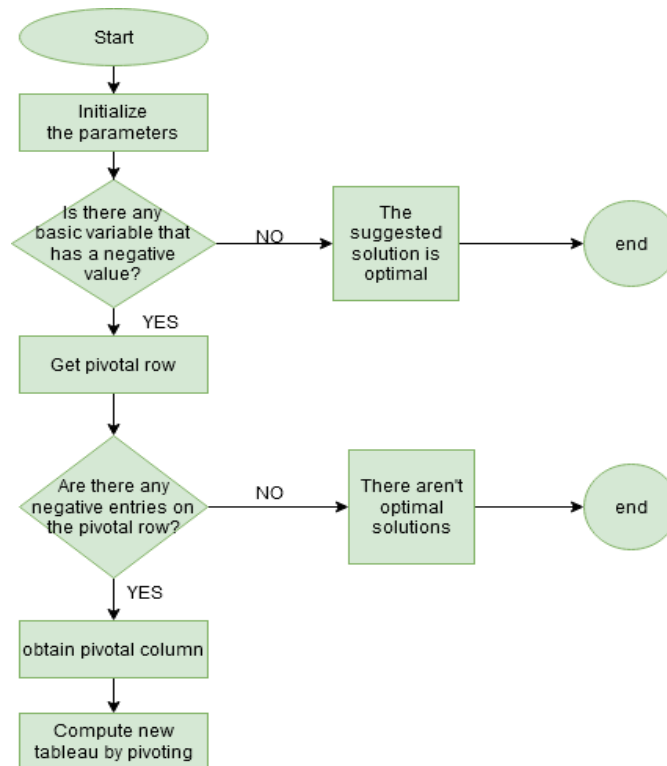 Start
Initialize
the parameters
Is there any
basic variable that
has a negative
value?
NO
The
suggested
solution is
optimal
end
YES
Get pivotal row
Are there any
negative entries on
the pivotal row?
NO
There aren't
optimal
solutions
end
YES
obtain pivotal column
Compute new
tableau by pivoting